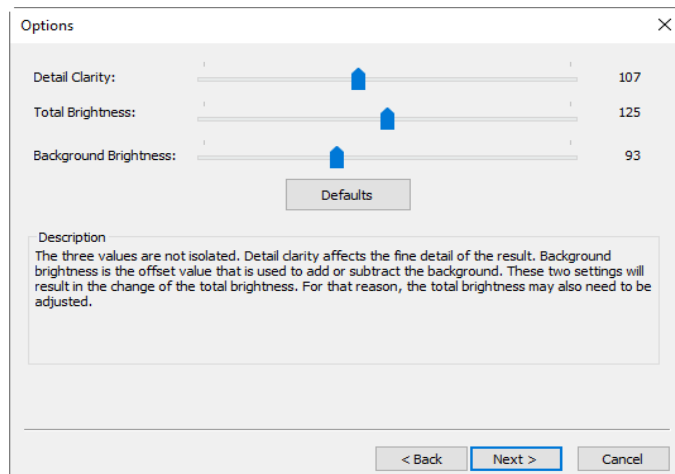 Options
Detail Clarity: 107
Total Brightness: 125
Background Brightness: 93
Defaults
Description
The three values are not isolated. Detail clarity affects the fine detail of the result. Background
brightness is the offset value that is used to add or subtract the background. These two settings will
result in the change of the total brightness. For that reason, the total brightness may also need to be
adjusted.
< Back Next > Cancel